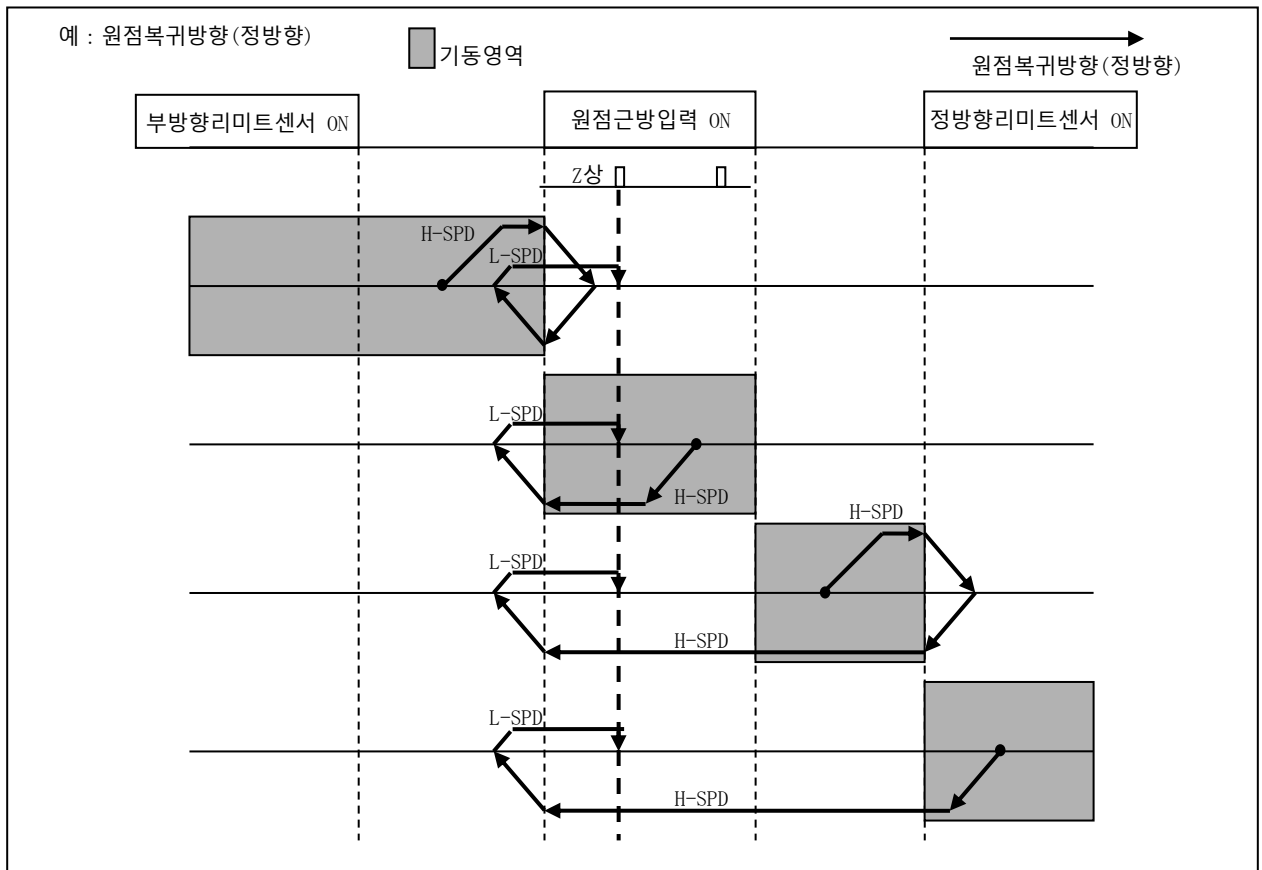 예 : 원점복귀방향(정방향)
기동영역
원점복귀방향(정방향)
부방향리미트센서 ON
원점근방입력 ON
정방향리미트센서 ON
Z상
H-SPD
L-SPD
L-SPD
H-SPD
H-SPD
L-SPD
H-SPD
L-SPD
H-SPD